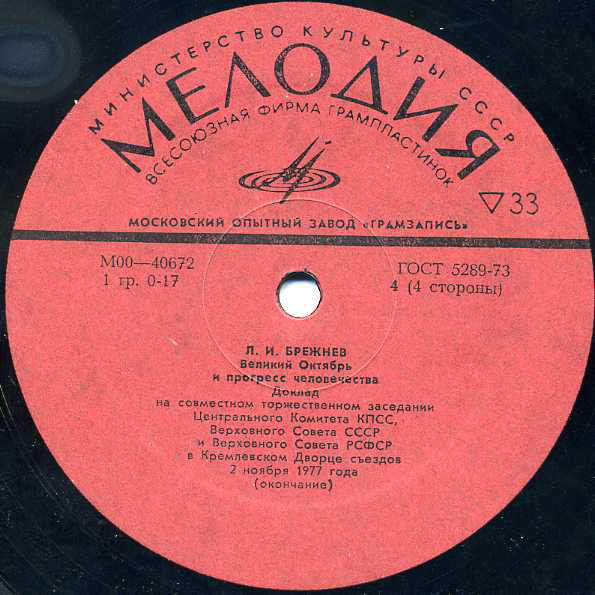 МИНИСТЕРСТВО КУЛЬТУРЫ СССР
МЕЛОДИЯ
ВСЕСОЮЗНАЯ ФИРМА ГРАМПЛАСТИНОК
▽33
МОСКОВСКИЙ ОПЫТНЫЙ ЗАВОД «ГРАМЗАПИСЬ»
М00—40672
1 гр. 0-17
ГОСТ 5289-73
4 (4 стороны)
Л. И. БРЕЖНЕВ
Великий Октябрь
и прогресс человечества
Доклад
на совместном торжественном заседании
Центрального Комитета КПСС,
Верховного Совета СССР
и Верховного Совета РСФСР
в Кремлевском Дворце съездов
2 ноября 1977 года
(окончание)